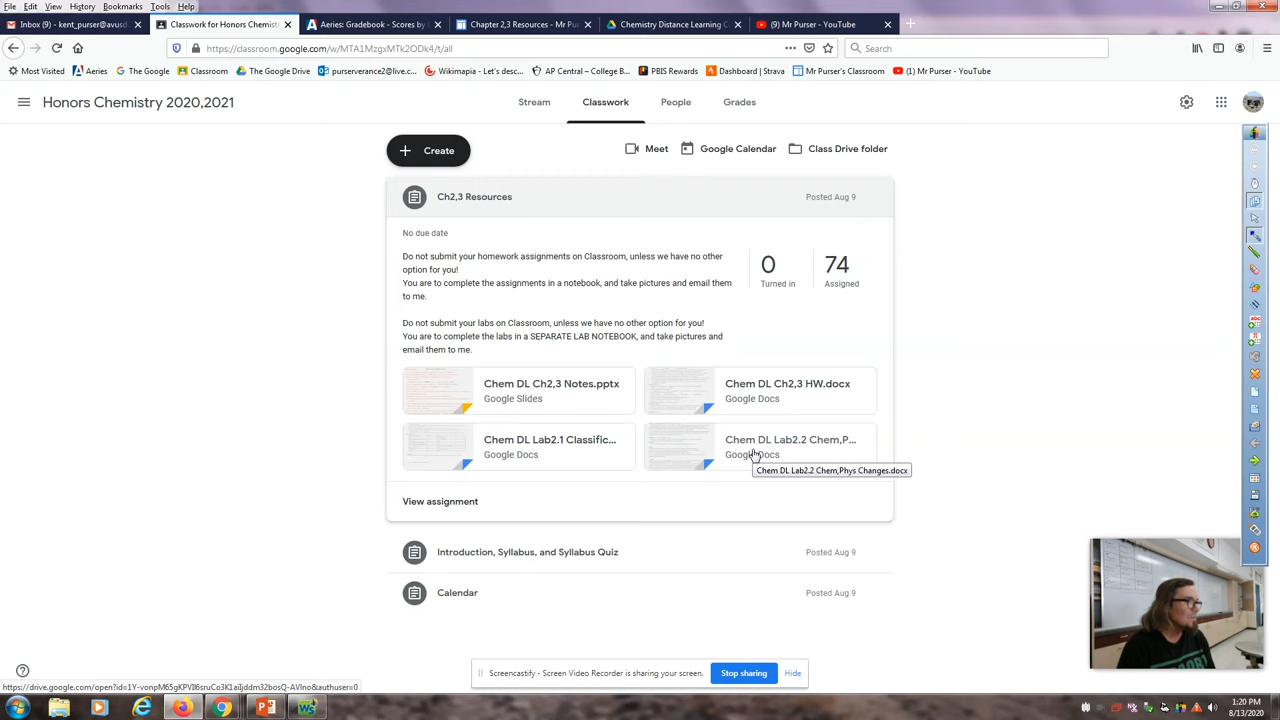 File Edit View History Bookmarks Tools Help
Inbox (9) - kent_purser@avusd
Classwork for Honors Chemistr
Aeries: Gradebook - Scores by C
Chapter 2,3 Resources - Mr Pu
Chemistry Distance Learning C
(9) Mr Purser - YouTube
https://classroom.google.com/w/MTA1MzgxMTk2ODk4/t/all
Search
Most Visited
Aeries
The Google
Classroom
The Google Drive
purserverance2@live.c...
Wikimapia - Let's desc...
AP Central – College B...
PBIS Rewards
Dashboard | Strava
Mr Purser's Classroom
(1) Mr Purser - YouTube
Honors Chemistry 2020,2021
Stream
Classwork
People
Grades
Create
Meet
Google Calendar
Class Drive folder
Ch2,3 Resources
Posted Aug 9
No due date
Do not submit your homework assignments on Classroom, unless we have no other
option for you!
You are to complete the assignments in a notebook, and take pictures and email them
to me.
Do not submit your labs on Classroom, unless we have no other option for you!
You are to complete the labs in a SEPARATE LAB NOTEBOOK, and take pictures and
email them to me.
0
Turned in
74
Assigned
Chem DL Ch2,3 Notes.pptx
Google Slides
Chem DL Ch2,3 HW.docx
Google Docs
Chem DL Lab2.1 Classific...
Google Docs
Chem DL Lab2.2 Chem,P...
Google Docs
Chem DL Lab2.2 Chem,Phys Changes.docx
View assignment
Introduction, Syllabus, and Syllabus Quiz
Posted Aug 9
Calendar
Posted Aug 9
Screencastify - Screen Video Recorder is sharing your screen.
Stop sharing
Hide
1:20 PM
8/13/2020